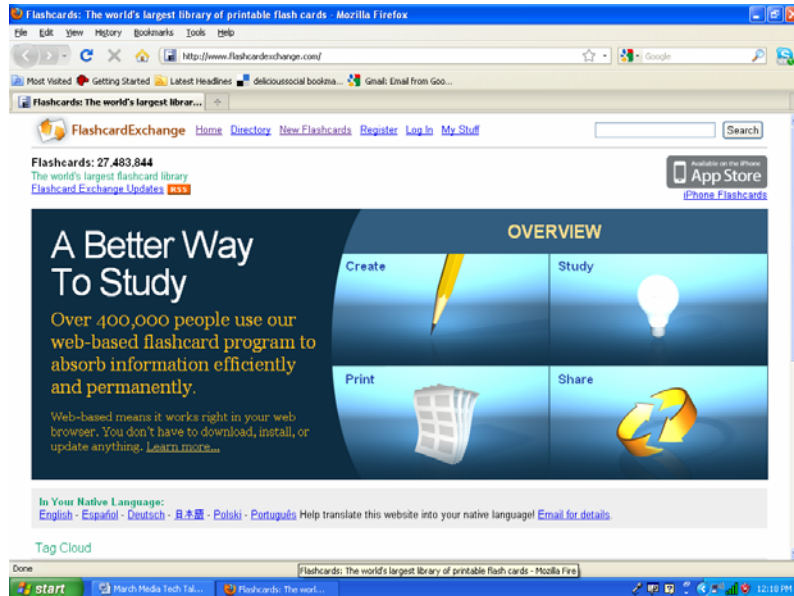 Flashcards: The world's largest library of printable flash cards - Mozilla Firefox
File Edit View History Bookmarks Tools Help
http://www.flashcardexchange.com/ Google
Most Visited Getting Started Latest Headlines delicioussocial bookma... Gmail: Email from Goo...
Flashcards: The world's largest librar...
FlashcardExchange Home Directory New Flashcards Register Log In My Stuff Search
Flashcards: 27,483,844
The world's largest flashcard library
Flashcard Exchange Updates RSS
Available on the iPhone
App Store
iPhone Flashcards
A Better Way
To Study
Over 400,000 people use our
web-based flashcard program to
absorb information efficiently
and permanently.
Web-based means it works right in your web
browser. You don't have to download, install, or
update anything. Learn more...
OVERVIEW
Create Study
Print Share
In Your Native Language:
English - Español - Deutsch - 日本語 - Polski - Português Help translate this website into your native language! Email for details.
Tag Cloud
Done
Flashcards: The world's largest library of printable flash cards - Mozilla Fire
start March Media Tech Tal... Flashcards: The worl... 12:18 PM